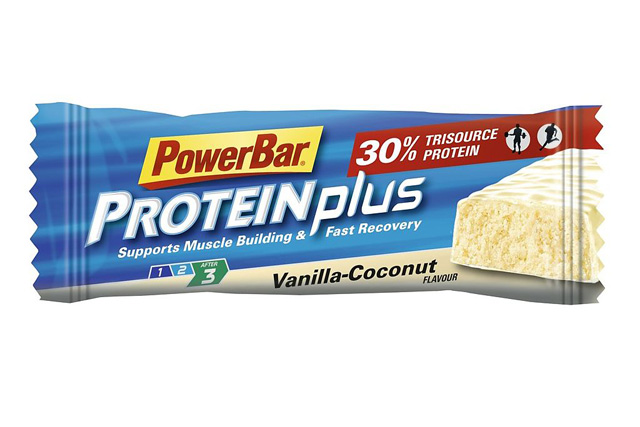 PowerBar®
30% TRISOURCE PROTEIN
PROTEINplus
Supports Muscle Building & Fast Recovery
1 2 AFTER 3
Vanilla-Coconut FLAVOUR